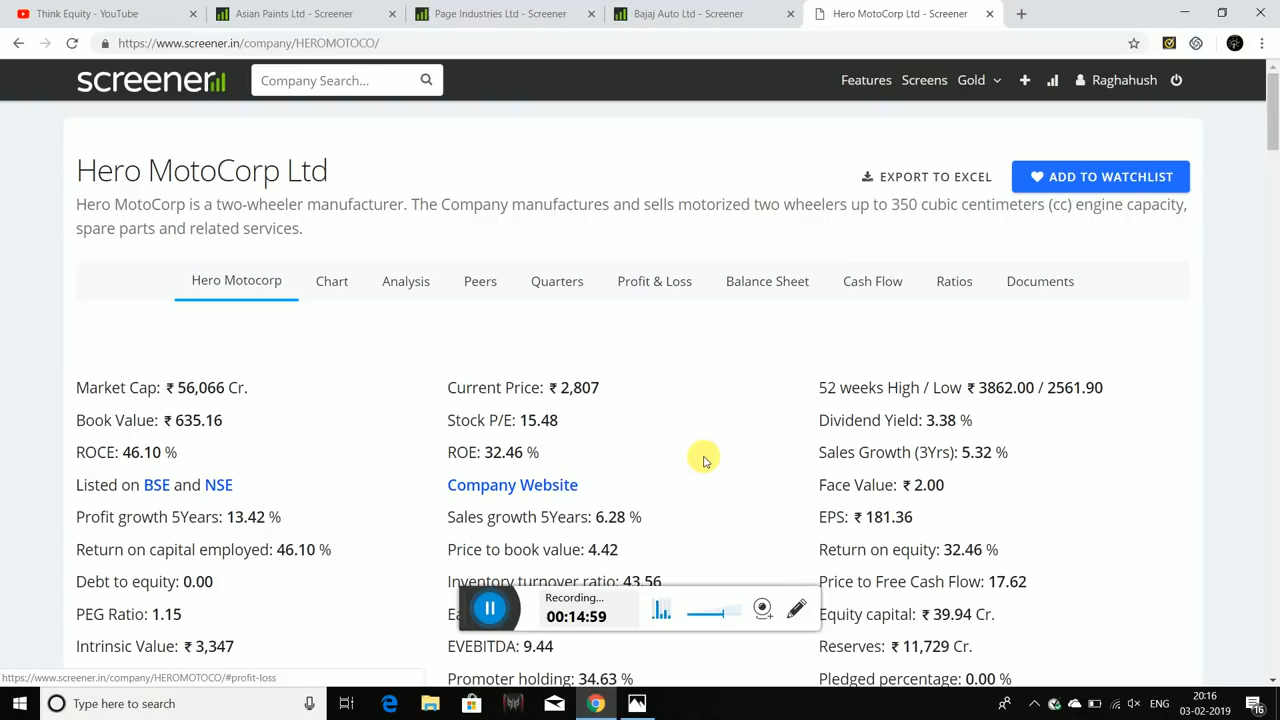 Think Equity - YouTube
Asian Paints Ltd - Screener
Page Industries Ltd - Screener
Bajaj Auto Ltd - Screener
Hero MotoCorp Ltd - Screener
https://www.screener.in/company/HEROMOTOCO/
screener
Company Search...
Features Screens Gold Raghahush
Hero MotoCorp Ltd
EXPORT TO EXCEL
ADD TO WATCHLIST
Hero MotoCorp is a two-wheeler manufacturer. The Company manufactures and sells motorized two wheelers up to 350 cubic centimeters (cc) engine capacity,
spare parts and related services.
Hero Motocorp Chart Analysis Peers Quarters Profit & Loss Balance Sheet Cash Flow Ratios Documents
Market Cap: ₹ 56,066 Cr. Current Price: ₹ 2,807 52 weeks High / Low ₹ 3862.00 / 2561.90
Book Value: ₹ 635.16 Stock P/E: 15.48 Dividend Yield: 3.38 %
ROCE: 46.10 % ROE: 32.46 % Sales Growth (3Yrs): 5.32 %
Listed on BSE and NSE Company Website Face Value: ₹ 2.00
Profit growth 5Years: 13.42 % Sales growth 5Years: 6.28 % EPS: ₹ 181.36
Return on capital employed: 46.10 % Price to book value: 4.42 Return on equity: 32.46 %
Debt to equity: 0.00 Inventory turnover ratio: 43.56 Price to Free Cash Flow: 17.62
PEG Ratio: 1.15 Equity capital: ₹ 39.94 Cr.
Recording...
00:14:59
Intrinsic Value: ₹ 3,347 EVEBITDA: 9.44 Reserves: ₹ 11,729 Cr.
Promoter holding: 34.63 % Pledged percentage: 0.00 %
https://www.screener.in/company/HEROMOTOCO/#profit-loss
Type here to search
ENG
20:16
03-02-2019
16